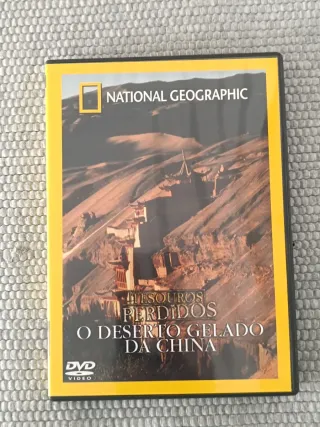 NATIONAL GEOGRAPHIC
TESOUROS
PERDIDOS
O DESERTO GELADO
DA CHINA
DVD
VIDEO